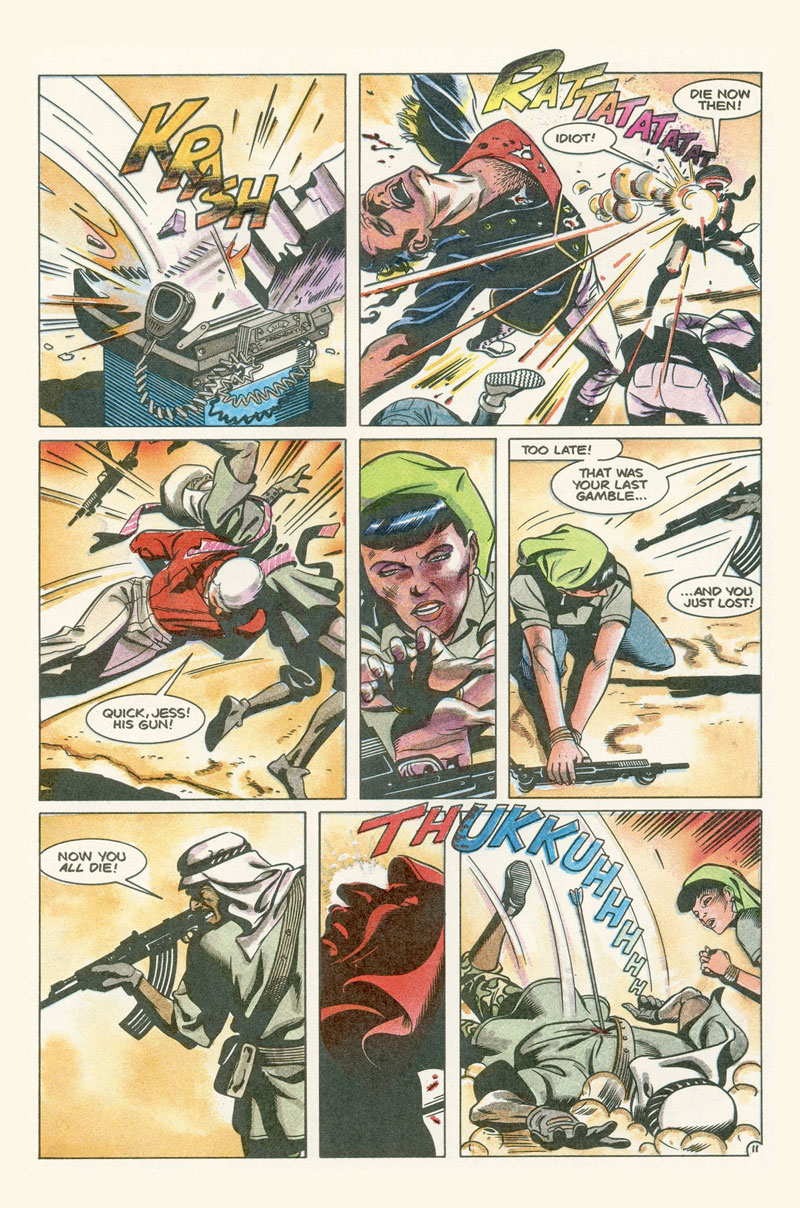 KRASH
RATTATATATATAT
IDIOT!
DIE NOW
THEN!
QUICK, JESS!
HIS GUN!
TOO LATE!
THAT WAS
YOUR LAST
GAMBLE...
...AND YOU
JUST LOST!
NOW YOU
ALL DIE!
THUKKUHHHHHH
11